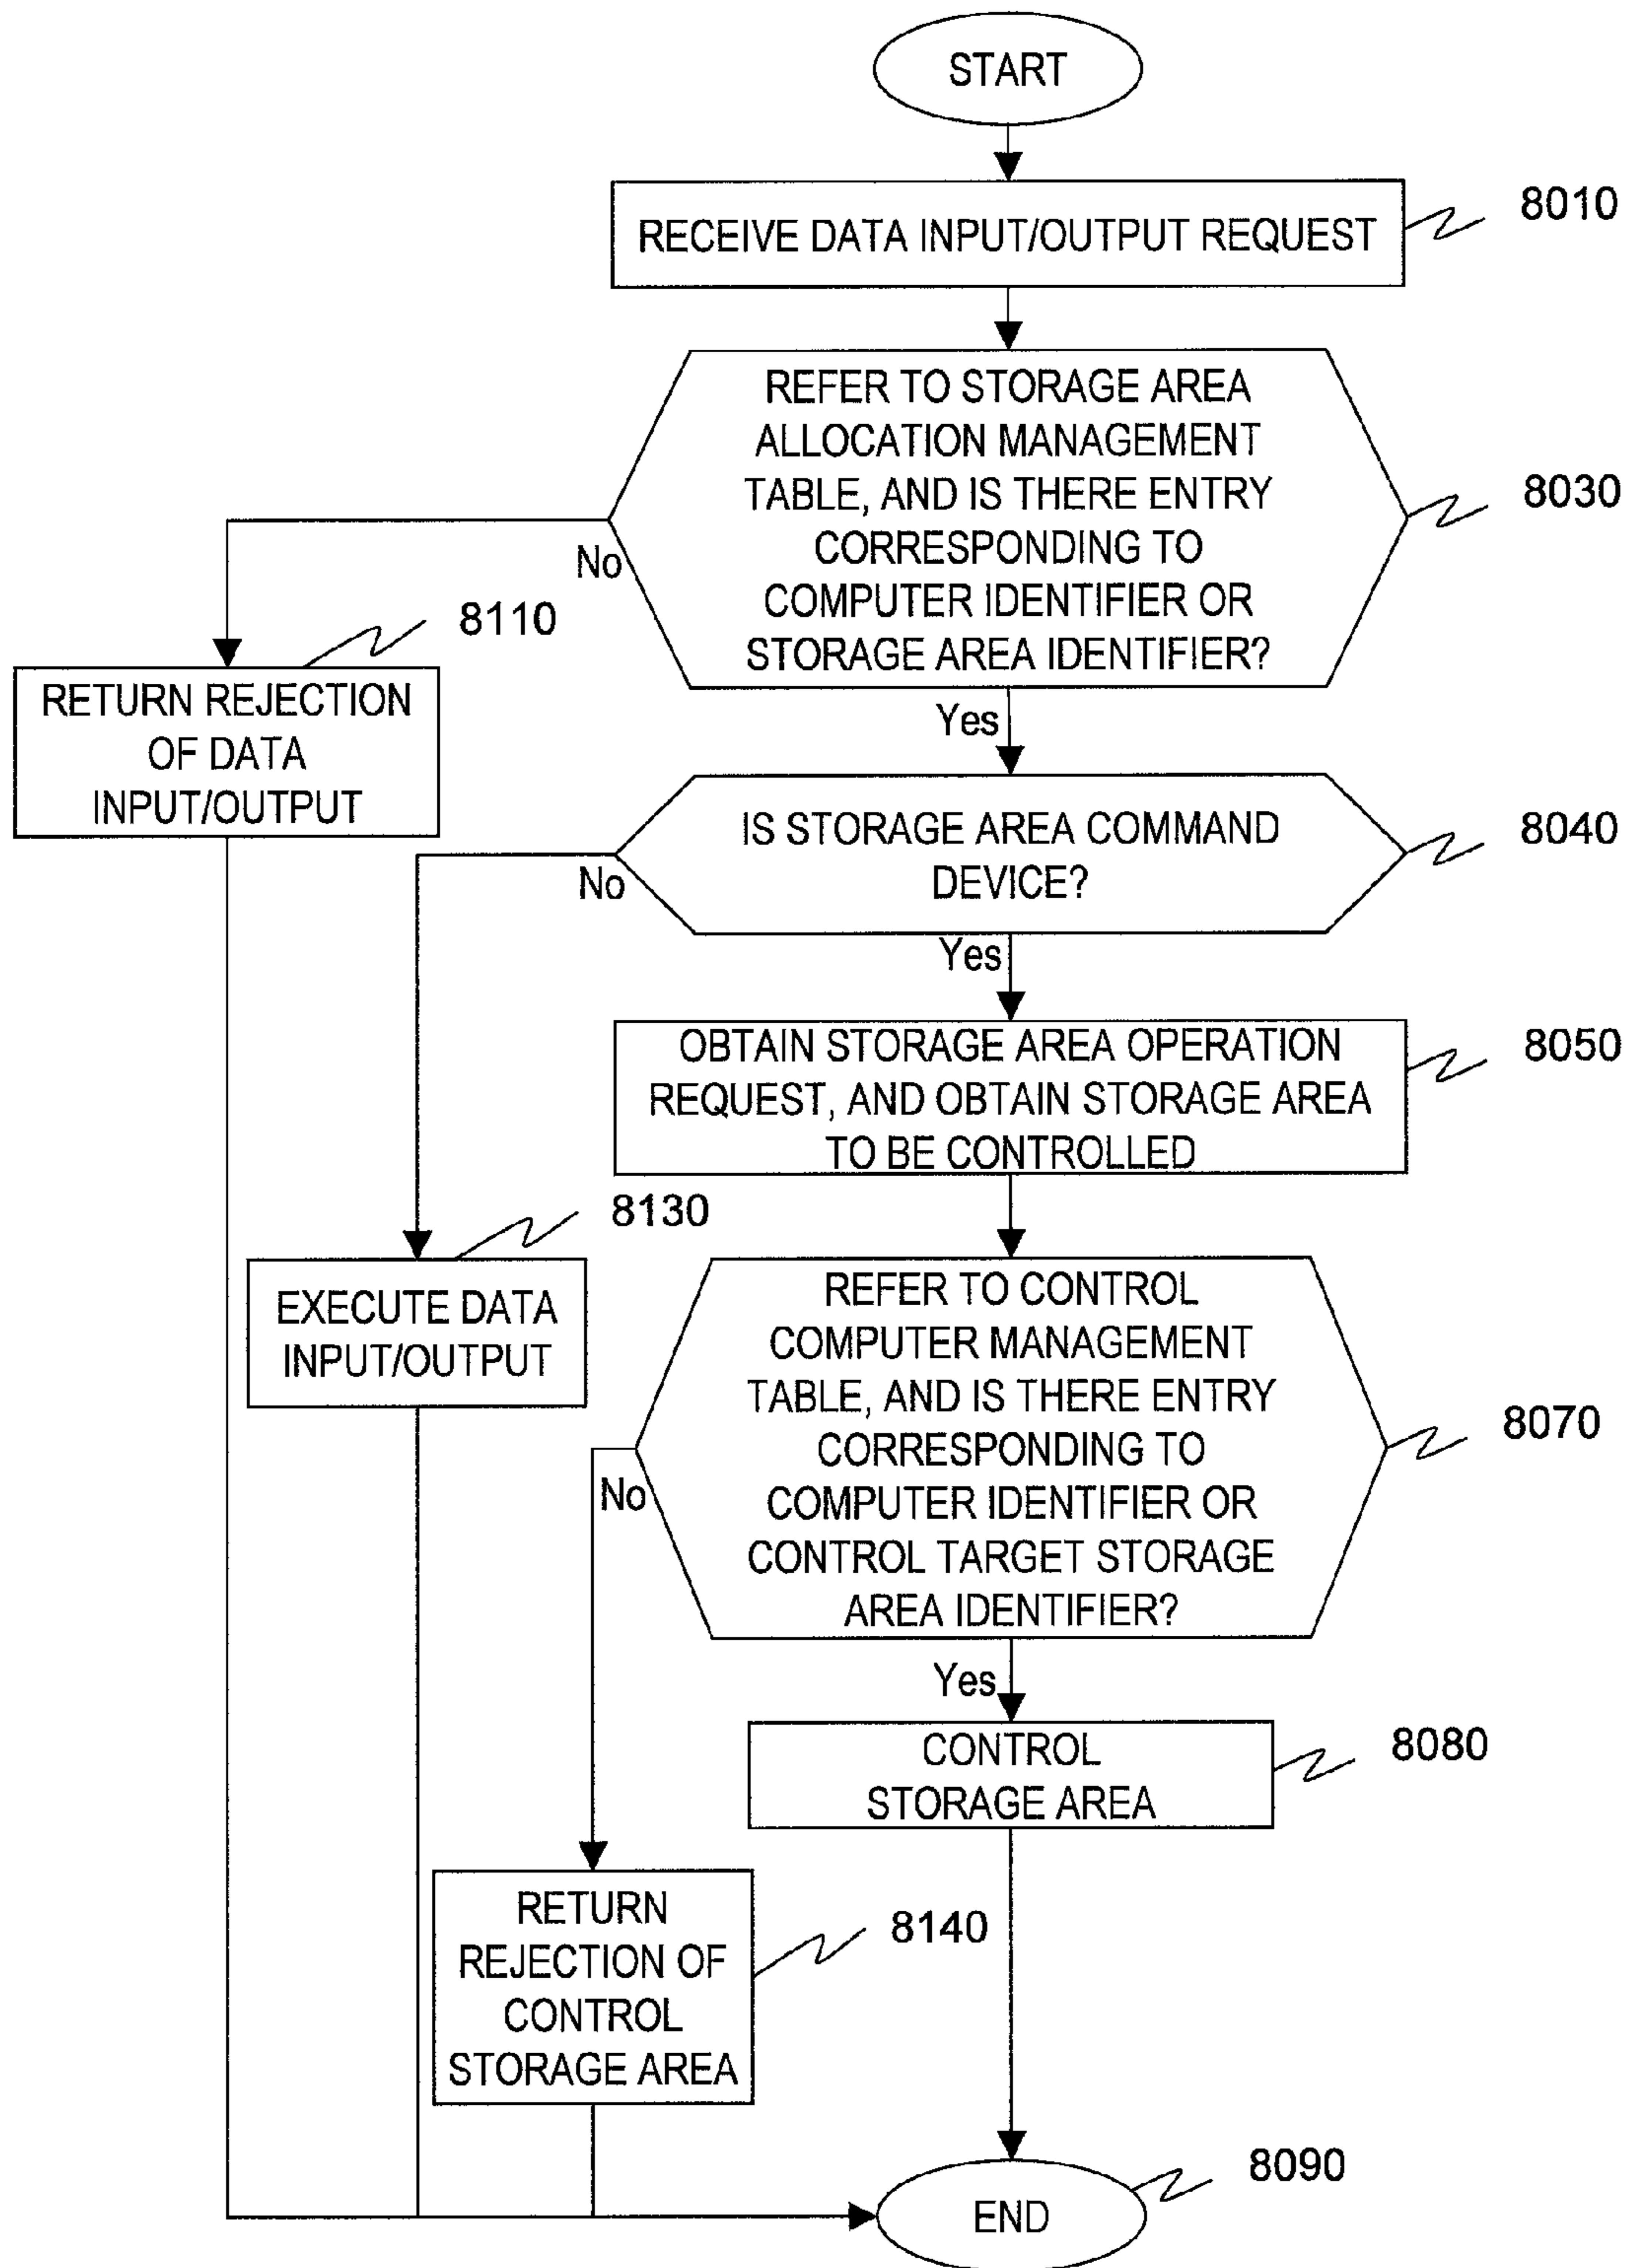 START
RECEIVE DATA INPUT/OUTPUT REQUEST
8010
REFER TO STORAGE AREA
ALLOCATION MANAGEMENT
TABLE, AND IS THERE ENTRY
CORRESPONDING TO
COMPUTER IDENTIFIER OR
STORAGE AREA IDENTIFIER?
8030
No
Yes
8110
RETURN REJECTION
OF DATA
INPUT/OUTPUT
IS STORAGE AREA COMMAND
DEVICE?
8040
No
Yes
OBTAIN STORAGE AREA OPERATION
REQUEST, AND OBTAIN STORAGE AREA
TO BE CONTROLLED
8050
8130
EXECUTE DATA
INPUT/OUTPUT
REFER TO CONTROL
COMPUTER MANAGEMENT
TABLE, AND IS THERE ENTRY
CORRESPONDING TO
COMPUTER IDENTIFIER OR
CONTROL TARGET STORAGE
AREA IDENTIFIER?
8070
No
Yes
CONTROL
STORAGE AREA
8080
RETURN
REJECTION OF
CONTROL
STORAGE AREA
8140
END
8090